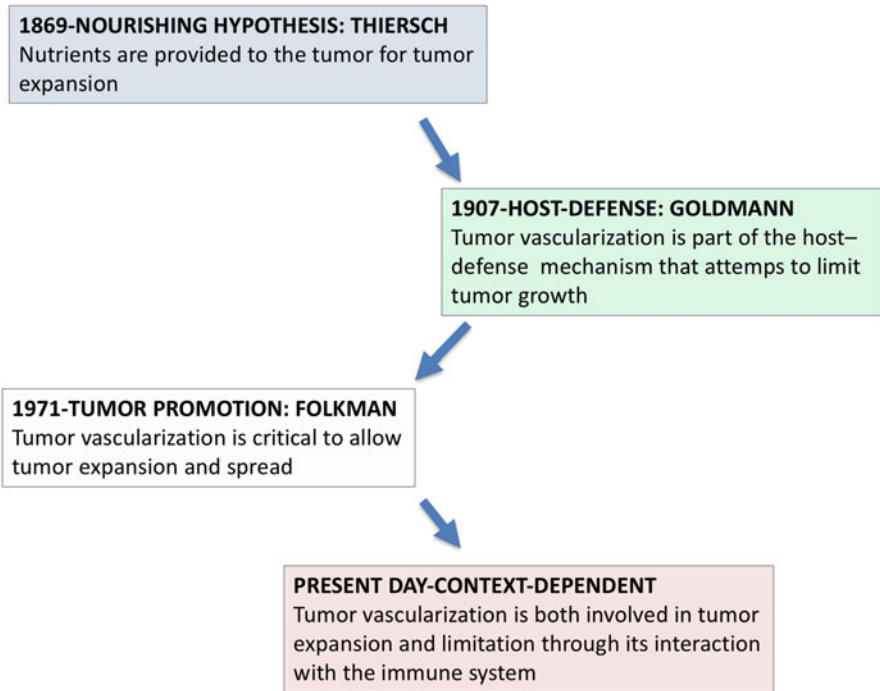 1869-NOURISHING HYPOTHESIS: THIERSCH
Nutrients are provided to the tumor for tumor
expansion
1907-HOST-DEFENSE: GOLDMANN
Tumor vascularization is part of the host–
defense  mechanism that attemps to limit
tumor growth
1971-TUMOR PROMOTION: FOLKMAN
Tumor vascularization is critical to allow
tumor expansion and spread
PRESENT DAY-CONTEXT-DEPENDENT
Tumor vascularization is both involved in tumor
expansion and limitation through its interaction
with the immune system